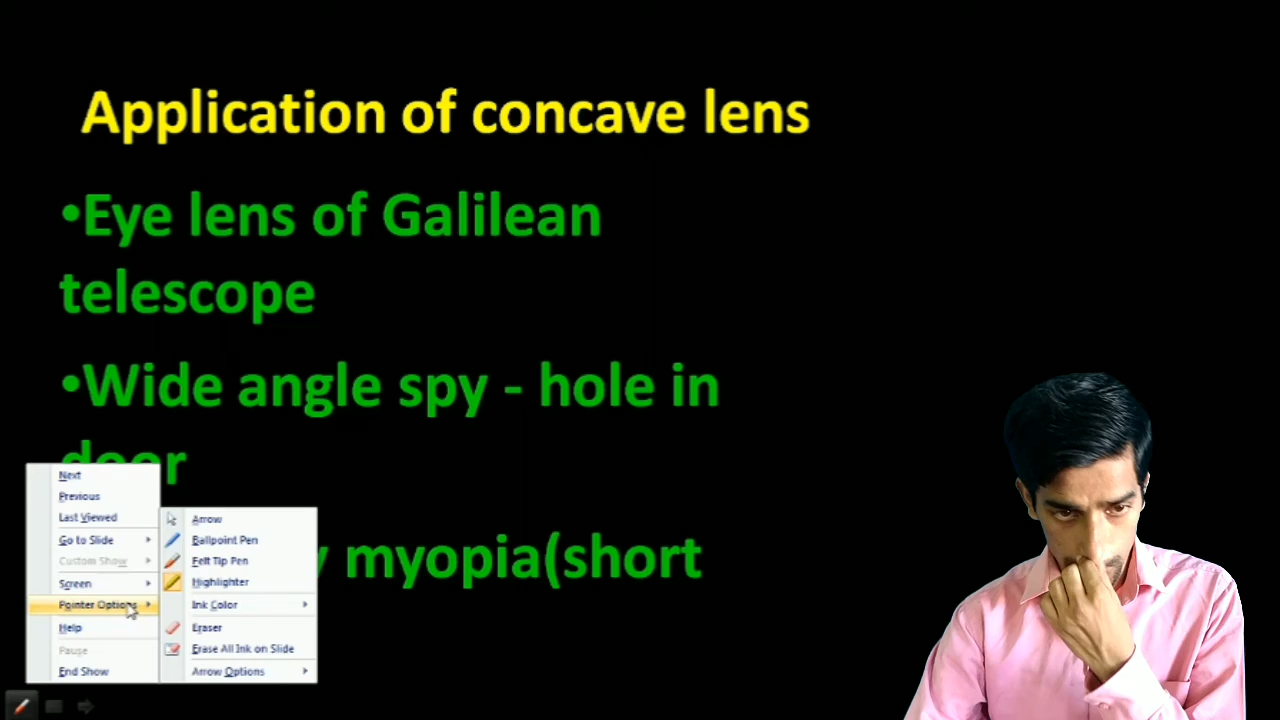 Application of concave lens
•Eye lens of Galilean
telescope
•Wide angle spy - hole in
door
myopia(short
Next
Previous
Last Viewed
Go to Slide
Custom Show
Screen
Pointer Options
Help
Pause
End Show
Arrow
Ballpoint Pen
Felt Tip Pen
Highlighter
Ink Color
Eraser
Erase All Ink on Slide
Arrow Options